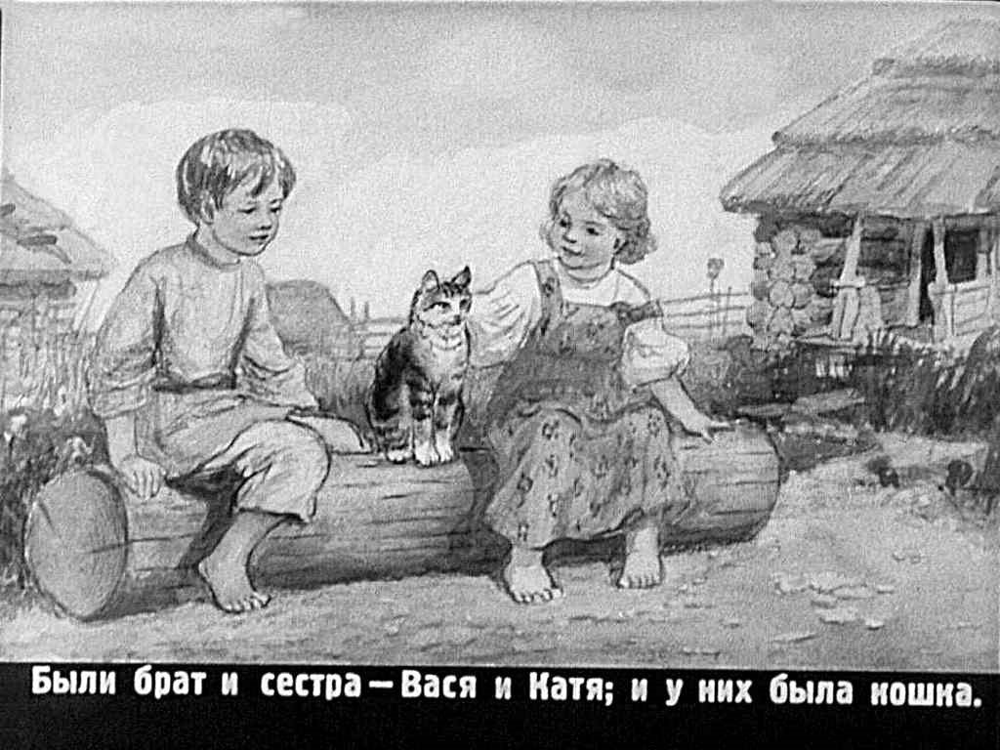 Были брат и сестра — Вася и Катя; и у них была кошка.